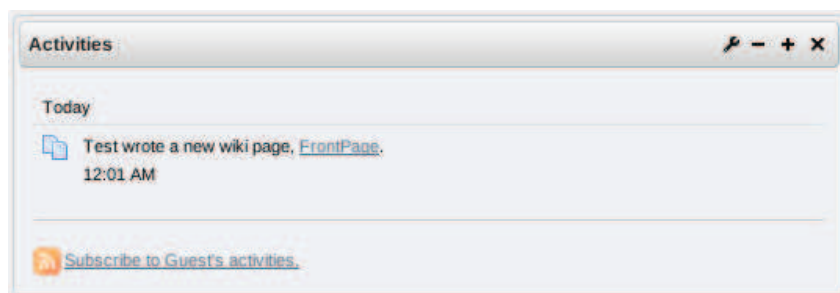 Activities
Today
Test wrote a new wiki page, FrontPage.
12:01 AM
Subscribe to Guest's activities.